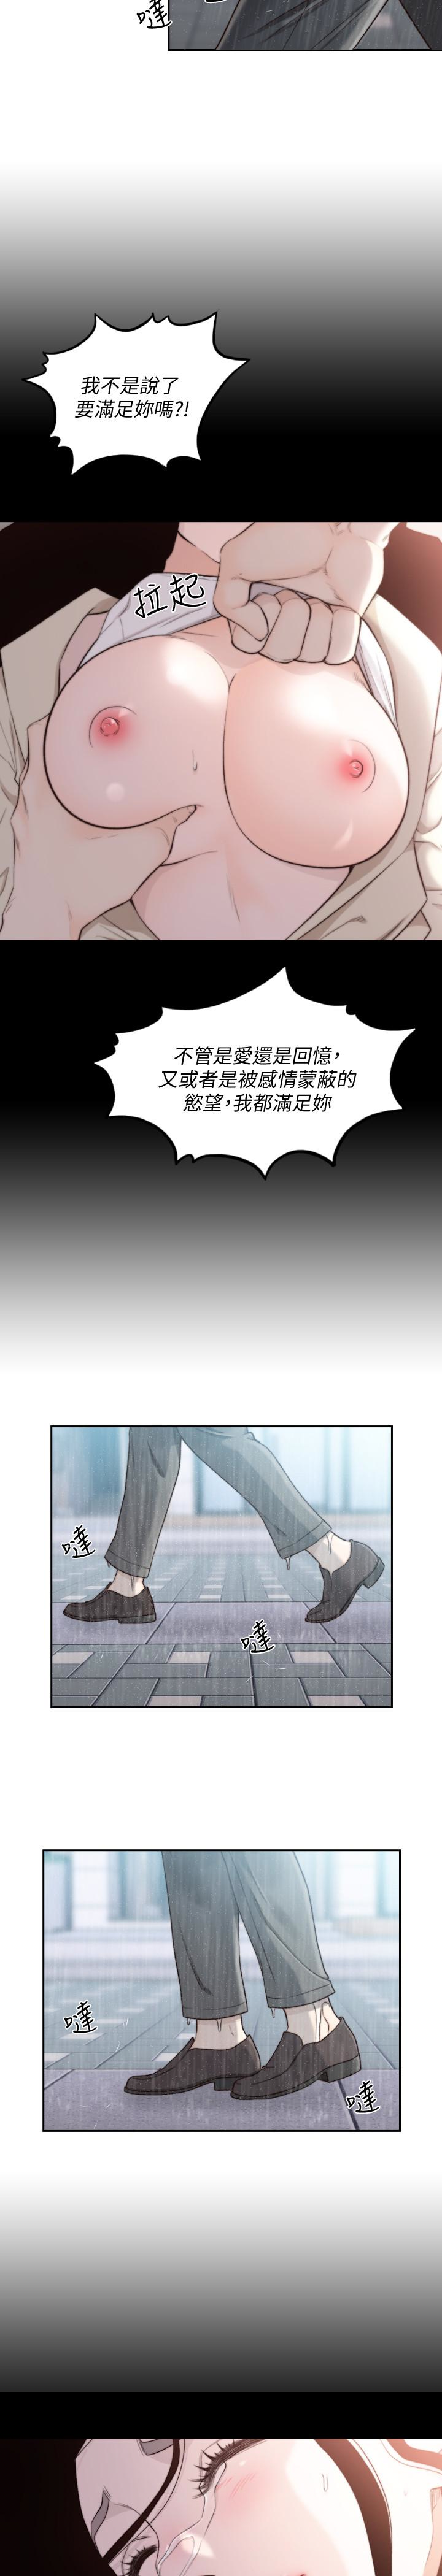 噠
我不是說了
要滿足妳嗎?!
拉起
不管是愛還是回憶，
又或者是被感情蒙蔽的
慾望，我都滿足妳
噠
噠
噠
噠